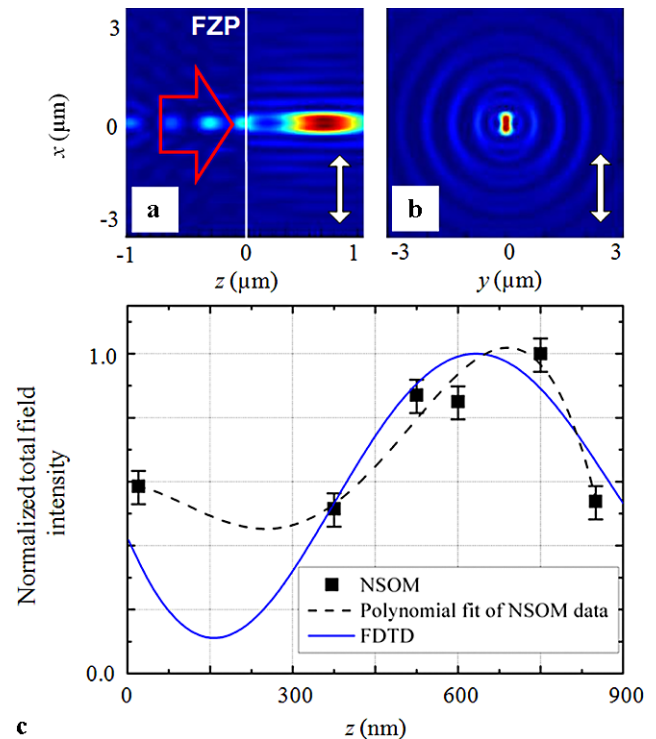 FZP
3
0
-3
x (µm)
a
-1 0 1
z (µm)
b
-3 0 3
y (µm)
Normalized total field
intensity
1.0
0.0
NSOM
Polynomial fit of NSOM data
FDTD
0 300 600 900
z (nm)
c